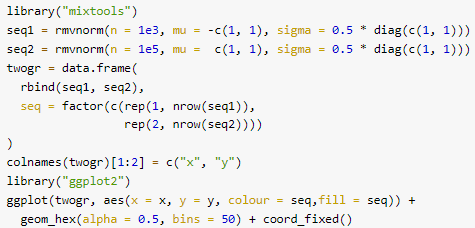 library("mixtools")
seq1 = rmvnorm(n = 1e3, mu = -c(1, 1), sigma = 0.5 * diag(c(1, 1)))
seq2 = rmvnorm(n = 1e5, mu =  c(1, 1), sigma = 0.5 * diag(c(1, 1)))
twogr = data.frame(
  rbind(seq1, seq2),
  seq = factor(c(rep(1, nrow(seq1)),
                 rep(2, nrow(seq2))))
)
colnames(twogr)[1:2] = c("x", "y")
library("ggplot2")
ggplot(twogr, aes(x = x, y = y, colour = seq,fill = seq)) +
  geom_hex(alpha = 0.5, bins = 50) + coord_fixed()